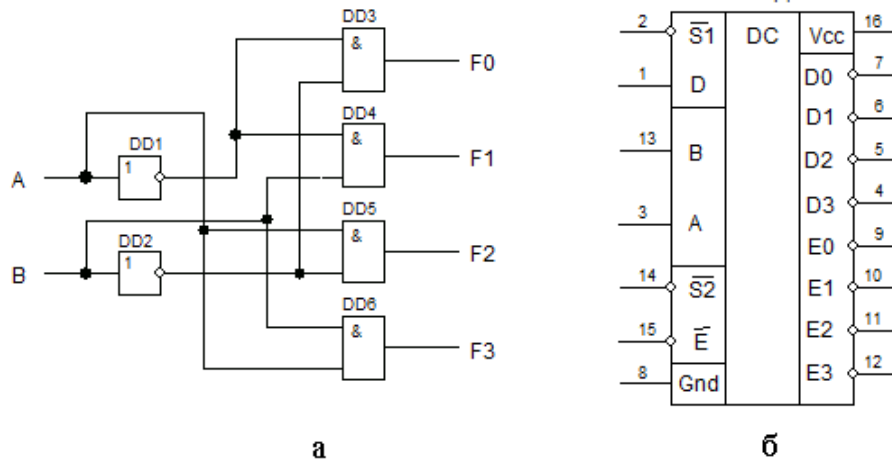 DD3
&
F0
DD4
&
F1
DD1
1
A
DD5
&
F2
DD2
1
B
DD6
&
F3
а
2
S1
DC
Vcc
16
1
D
D0
7
D1
6
13
B
D2
5
3
A
D3
4
E0
9
14
S2
E1
10
15
E
E2
11
8
Gnd
E3
12
б